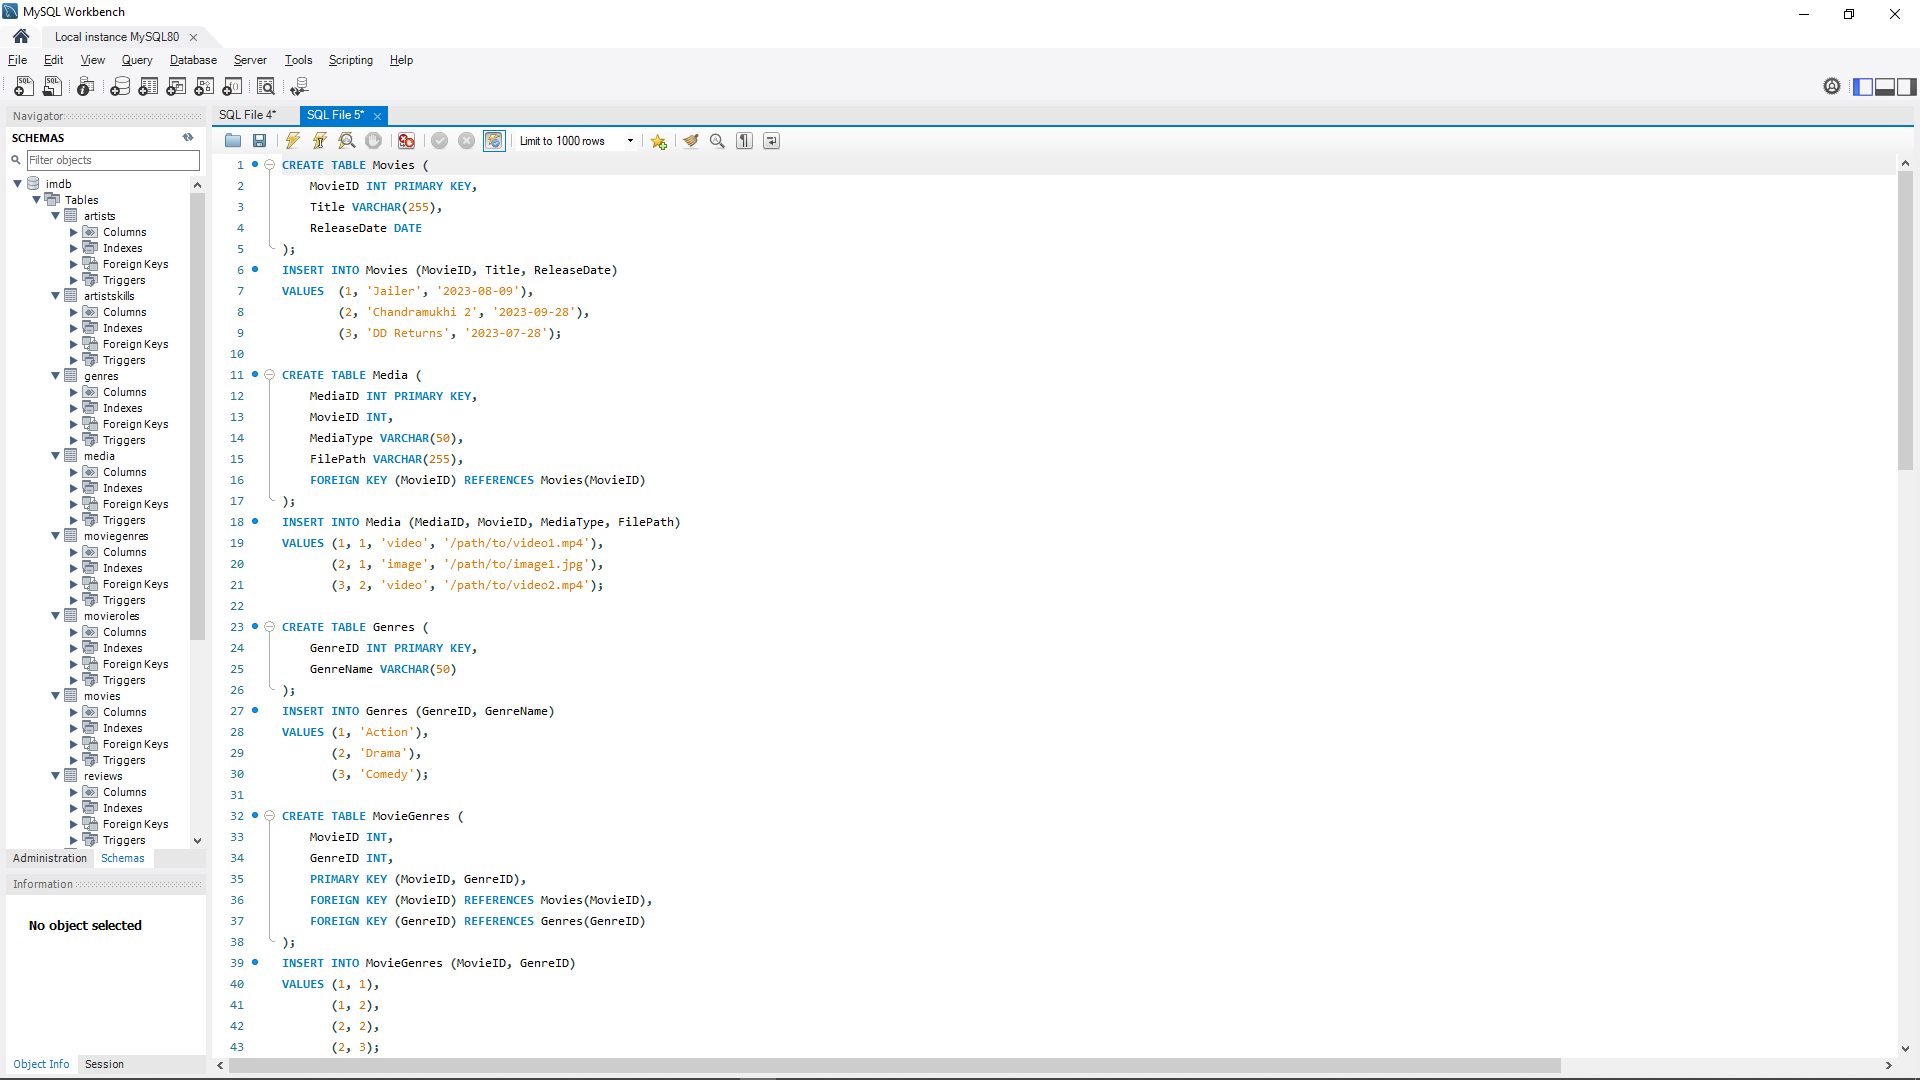 MySQL Workbench
Local instance MySQL80
File Edit View Query Database Server Tools Scripting Help
Navigator
SCHEMAS
Filter objects
imdb
Tables
artists
Columns
Indexes
Foreign Keys
Triggers
artistskills
Columns
Indexes
Foreign Keys
Triggers
genres
Columns
Indexes
Foreign Keys
Triggers
media
Columns
Indexes
Foreign Keys
Triggers
moviegenres
Columns
Indexes
Foreign Keys
Triggers
movieroles
Columns
Indexes
Foreign Keys
Triggers
movies
Columns
Indexes
Foreign Keys
Triggers
reviews
Columns
Indexes
Foreign Keys
Triggers
Administration Schemas
Information
No object selected
Object Info Session
SQL File 4* SQL File 5*
Limit to 1000 rows
1 CREATE TABLE Movies (
2 MovieID INT PRIMARY KEY,
3 Title VARCHAR(255),
4 ReleaseDate DATE
5 );
6 INSERT INTO Movies (MovieID, Title, ReleaseDate)
7 VALUES (1, 'Jailer', '2023-08-09'),
8 (2, 'Chandramukhi 2', '2023-09-28'),
9 (3, 'DD Returns', '2023-07-28');
10
11 CREATE TABLE Media (
12 MediaID INT PRIMARY KEY,
13 MovieID INT,
14 MediaType VARCHAR(50),
15 FilePath VARCHAR(255),
16 FOREIGN KEY (MovieID) REFERENCES Movies(MovieID)
17 );
18 INSERT INTO Media (MediaID, MovieID, MediaType, FilePath)
19 VALUES (1, 1, 'video', '/path/to/video1.mp4'),
20 (2, 1, 'image', '/path/to/image1.jpg'),
21 (3, 2, 'video', '/path/to/video2.mp4');
22
23 CREATE TABLE Genres (
24 GenreID INT PRIMARY KEY,
25 GenreName VARCHAR(50)
26 );
27 INSERT INTO Genres (GenreID, GenreName)
28 VALUES (1, 'Action'),
29 (2, 'Drama'),
30 (3, 'Comedy');
31
32 CREATE TABLE MovieGenres (
33 MovieID INT,
34 GenreID INT,
35 PRIMARY KEY (MovieID, GenreID),
36 FOREIGN KEY (MovieID) REFERENCES Movies(MovieID),
37 FOREIGN KEY (GenreID) REFERENCES Genres(GenreID)
38 );
39 INSERT INTO MovieGenres (MovieID, GenreID)
40 VALUES (1, 1),
41 (1, 2),
42 (2, 2),
43 (2, 3);